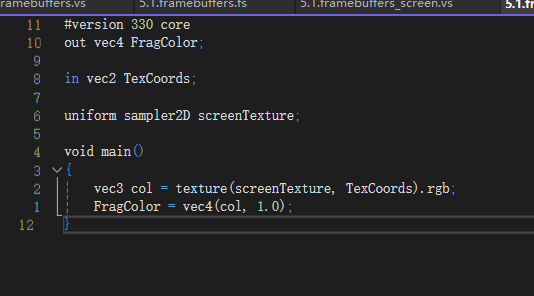 ramebuffers.vs 5.1.framebuffers.fs 5.1.framebuffers_screen.vs 5.1.fr
11 #version 330 core
10 out vec4 FragColor;
9
8 in vec2 TexCoords;
7
6 uniform sampler2D screenTexture;
5
4 void main()
3 {
2 vec3 col = texture(screenTexture, TexCoords).rgb;
1 FragColor = vec4(col, 1.0);
12 }